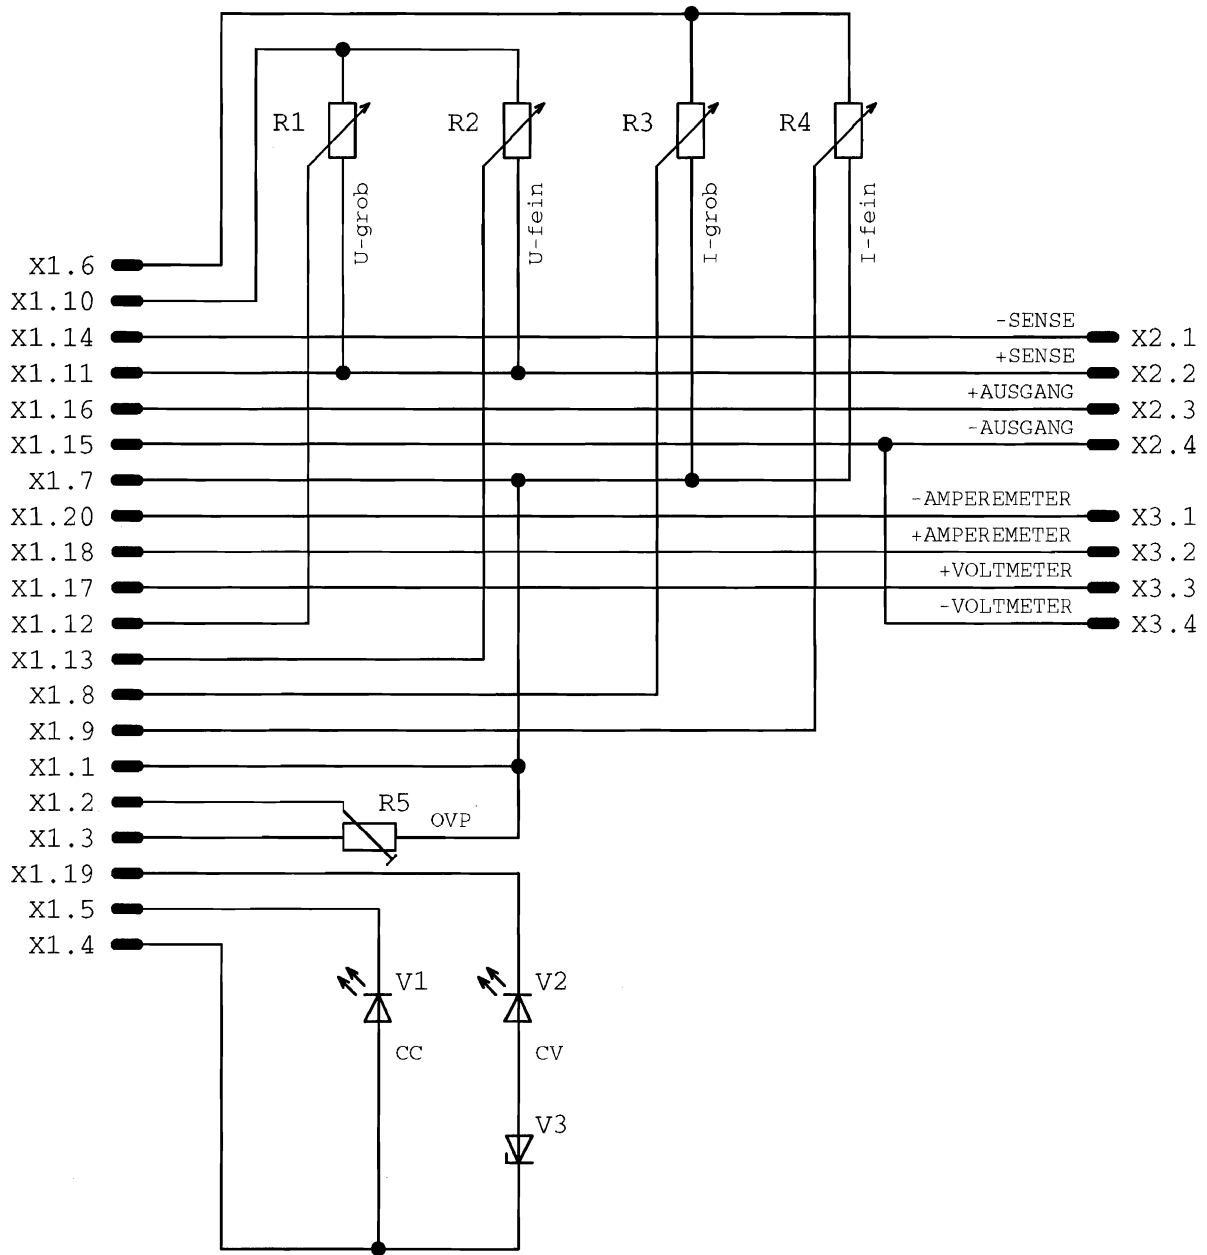 R1
R2
R3
R4
U-grob
U-fein
I-grob
I-fein
X1.6
X1.10
X1.14
-SENSE
X2.1
X1.11
+SENSE
X2.2
X1.16
+AUSGANG
X2.3
X1.15
-AUSGANG
X2.4
X1.7
X1.20
-AMPEREMETER
X3.1
X1.18
+AMPEREMETER
X3.2
X1.17
+VOLTMETER
X3.3
X1.12
-VOLTMETER
X3.4
X1.13
X1.8
X1.9
X1.1
X1.2
R5
X1.3
OVP
X1.19
X1.5
X1.4
V1
V2
CC
CV
V3